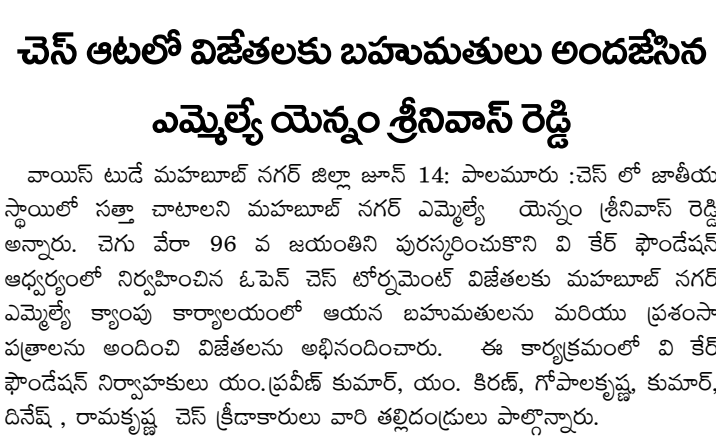 చెస్ ఆటలో విజేతలకు బహుమతులు అందజేసిన
ఎమ్మెల్యే యెన్నం శ్రీనివాస్ రెడ్డి
వాయిస్ టుడే మహబూబ్ నగర్ జిల్లా జూన్ 14: పాలమూరు :చెస్ లో జాతీయ
స్థాయిలో సత్తా చాటాలని మహబూబ్ నగర్ ఎమ్మెల్యే యెన్నం శ్రీనివాస్ రెడ్డి
అన్నారు. చెగు వేరా 96 వ జయంతిని పురస్కరించుకొని వి కేర్ ఫౌండేషన్
ఆధ్వర్యంలో నిర్వహించిన ఓపెన్ చెస్ టోర్నమెంట్ విజేతలకు మహబూబ్ నగర్
ఎమ్మెల్యే క్యాంపు కార్యాలయంలో ఆయన బహుమతులను మరియు ప్రశంసా
పత్రాలను అందించి విజేతలను అభినందించారు. ఈ కార్యక్రమంలో వి కేర్
ఫౌండేషన్ నిర్వాహకులు యం.ప్రవీణ్ కుమార్, యం. కిరణ్, గోపాలకృష్ణ, కుమార్,
దినేష్ , రామకృష్ణ చెస్ క్రీడాకారులు వారి తల్లిదండ్రులు పాల్గొన్నారు.